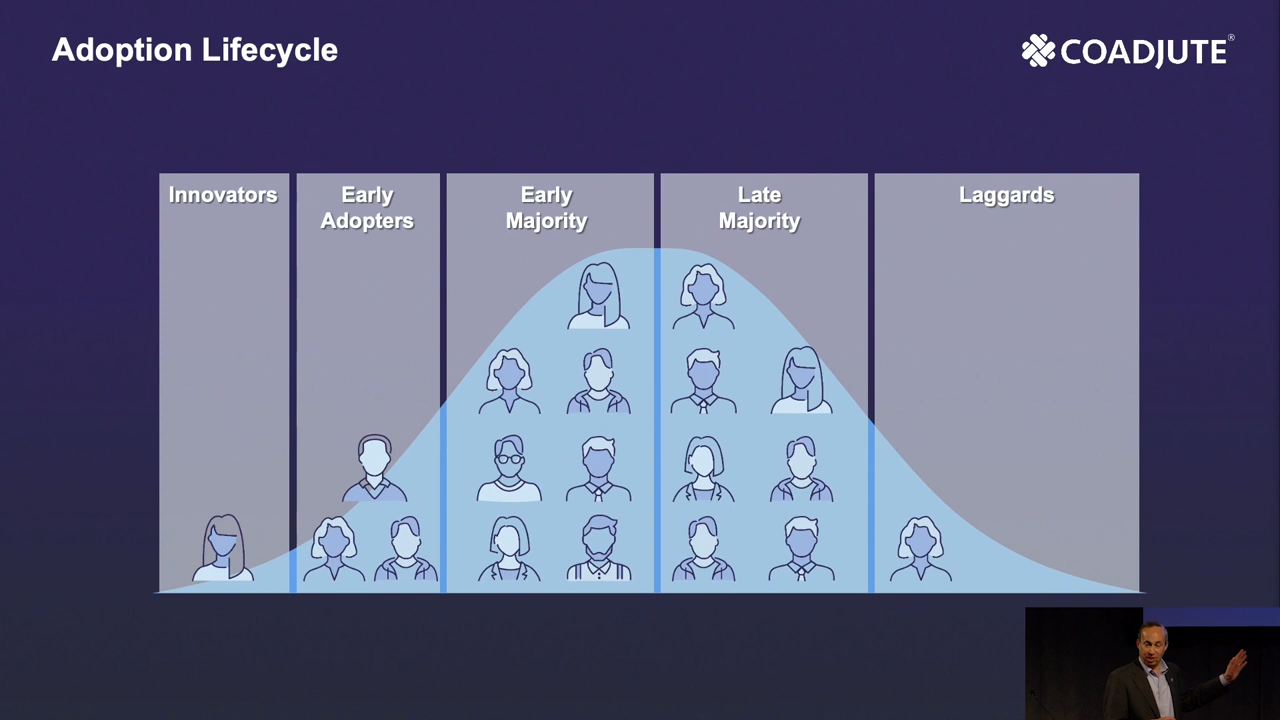 Adoption Lifecycle
COADJUTE®
Innovators
Early
Adopters
Early
Majority
Late
Majority
Laggards